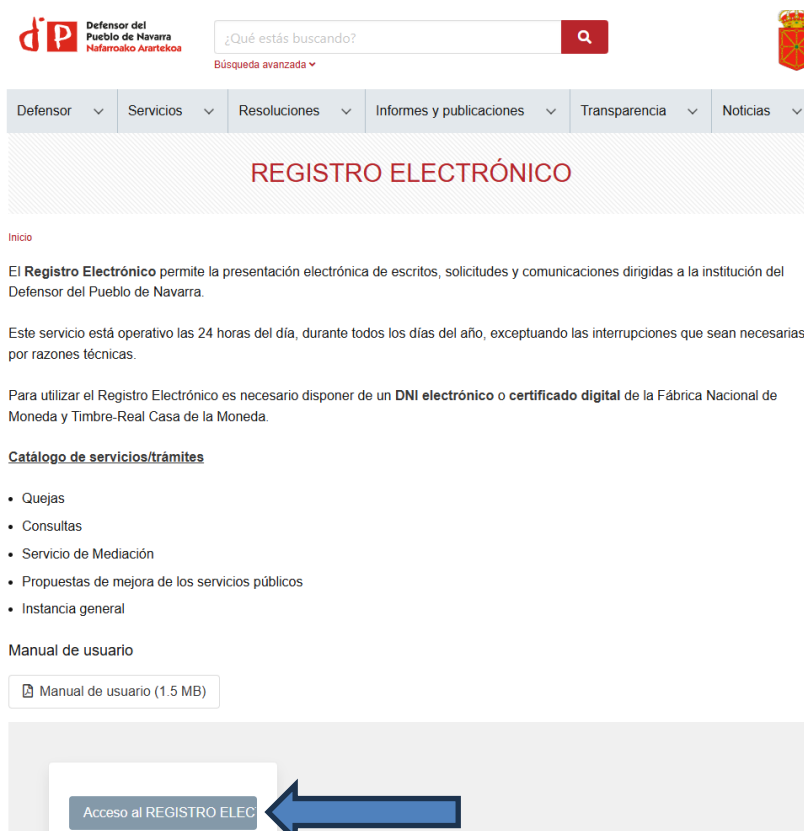 Defensor del
Pueblo de Navarra
Nafarroako Arartekoa
¿Qué estás buscando?
Búsqueda avanzada
Defensor Servicios Resoluciones Informes y publicaciones Transparencia Noticias
REGISTRO ELECTRÓNICO
Inicio
El Registro Electrónico permite la presentación electrónica de escritos, solicitudes y comunicaciones dirigidas a la institución del
Defensor del Pueblo de Navarra.
Este servicio está operativo las 24 horas del día, durante todos los días del año, exceptuando las interrupciones que sean necesarias
por razones técnicas.
Para utilizar el Registro Electrónico es necesario disponer de un DNI electrónico o certificado digital de la Fábrica Nacional de
Moneda y Timbre-Real Casa de la Moneda.
Catálogo de servicios/trámites
• Quejas
• Consultas
• Servicio de Mediación
• Propuestas de mejora de los servicios públicos
• Instancia general
Manual de usuario
Manual de usuario (1.5 MB)
Acceso al REGISTRO ELEC